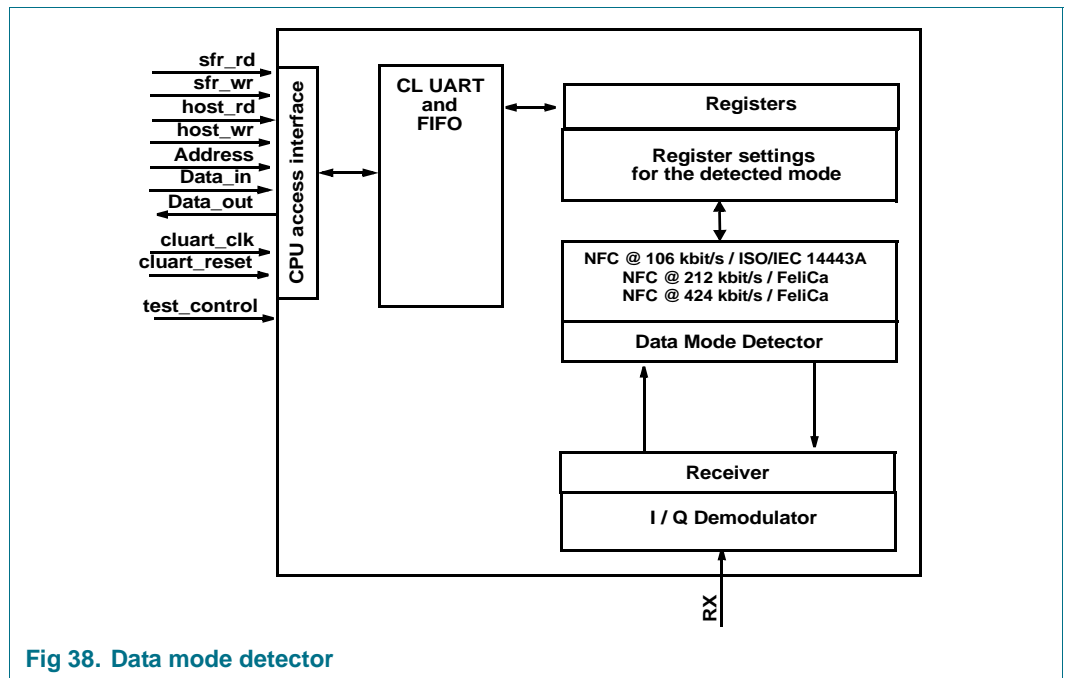 sfr_rd
sfr_wr
host_rd
host_wr
Address
Data_in
Data_out
cluart_clk
cluart_reset
test_control
CPU access interface
CL UART
and
FIFO
Registers
Register settings
for the detected mode
NFC @ 106 kbit/s / ISO/IEC 14443A
NFC @ 212 kbit/s / FeliCa
NFC @ 424 kbit/s / FeliCa
Data Mode Detector
Receiver
I / Q Demodulator
RX
Fig 38. Data mode detector